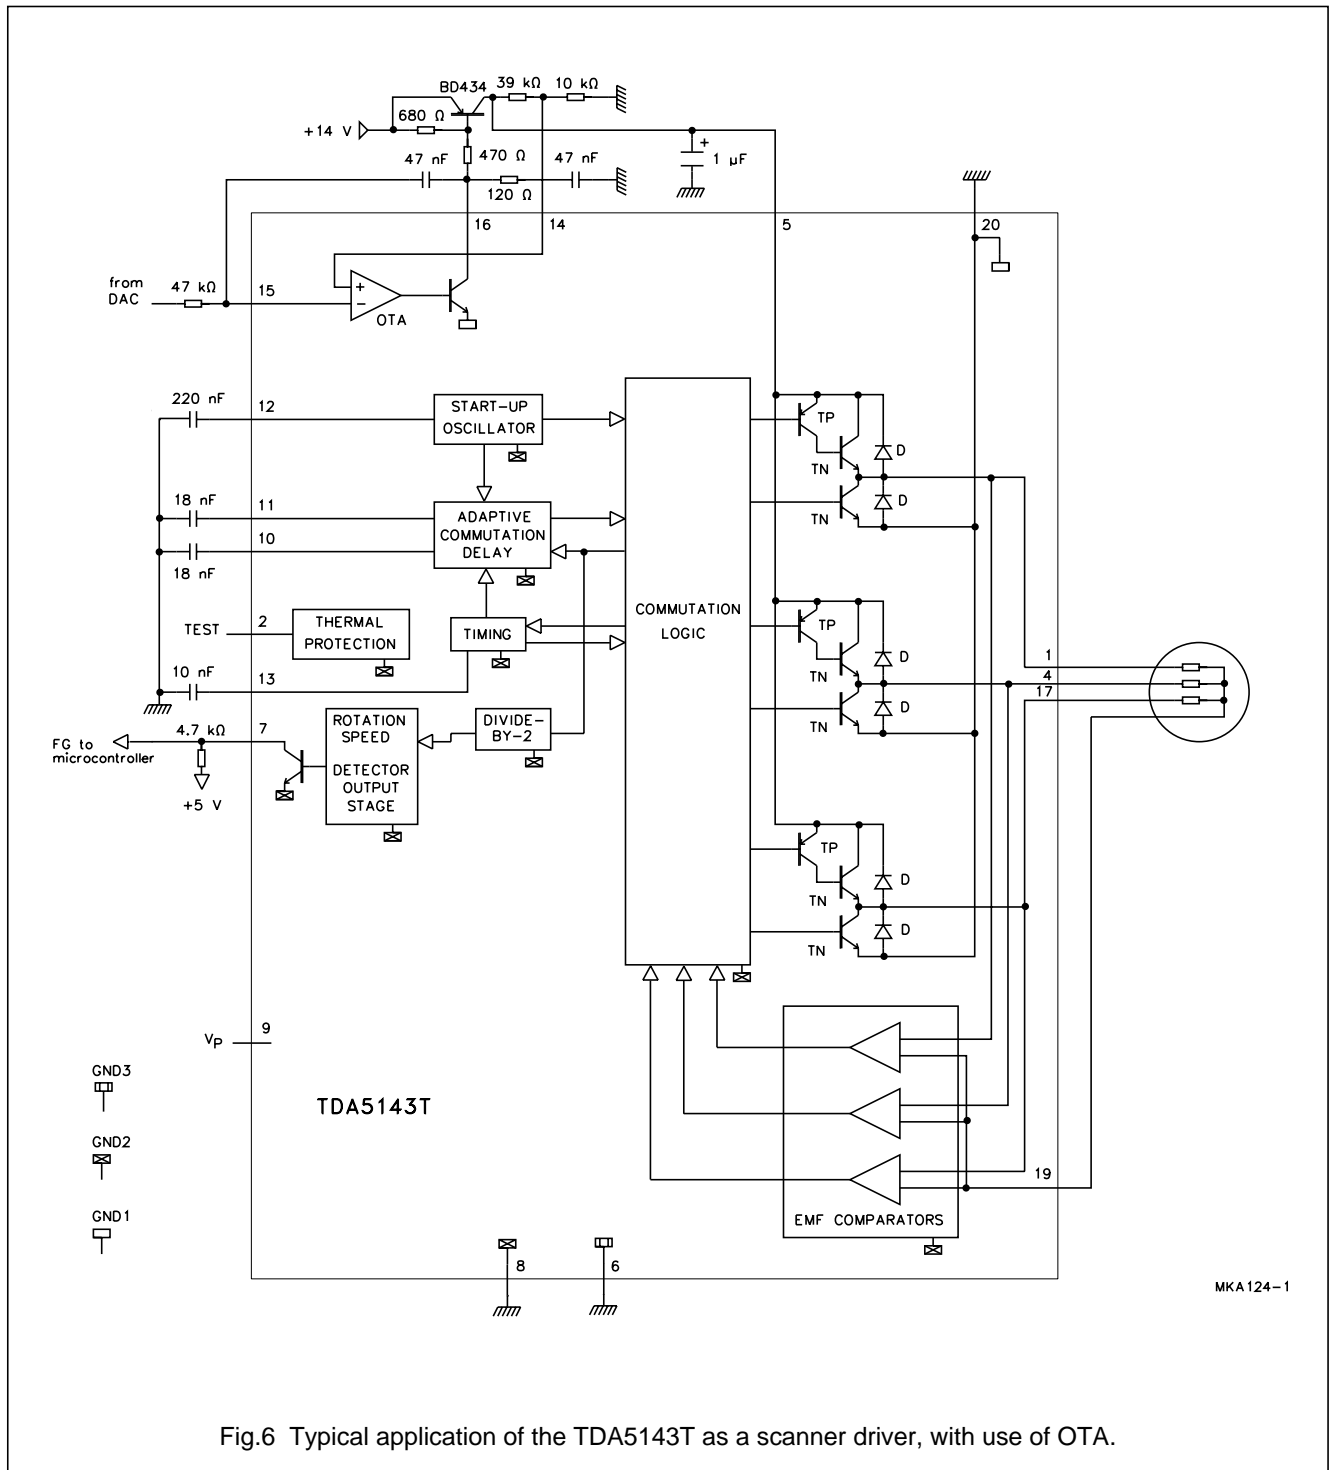 BD434
39 kΩ
10 kΩ
680 Ω
+14 V
47 nF
470 Ω
47 nF
120 Ω
+
1 µF
16
14
5
20
from
DAC
47 kΩ
15
+
−
OTA
220 nF
12
START-UP
OSCILLATOR
18 nF
11
10
18 nF
ADAPTIVE
COMMUTATION
DELAY
TEST
2
THERMAL
PROTECTION
TIMING
10 nF
13
COMMUTATION
LOGIC
FG to
microcontroller
4.7 kΩ
7
+5 V
ROTATION
SPEED
DETECTOR
OUTPUT
STAGE
DIVIDE-
BY-2
TP
TN
D
TN
D
TP
TN
D
TN
D
TP
TN
D
TN
D
1
4
17
VP
9
GND3
GND2
GND1
TDA5143T
19
EMF COMPARATORS
8
6
MKA124-1
Fig.6 Typical application of the TDA5143T as a scanner driver, with use of OTA.